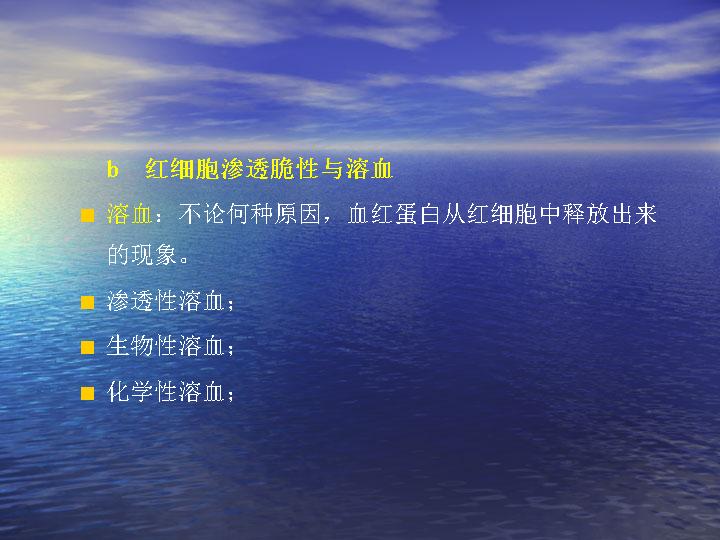 b 红细胞渗透脆性与溶血
溶血：不论何种原因，血红蛋白从红细胞中释放出来
的现象。
渗透性溶血；
生物性溶血；
化学性溶血；